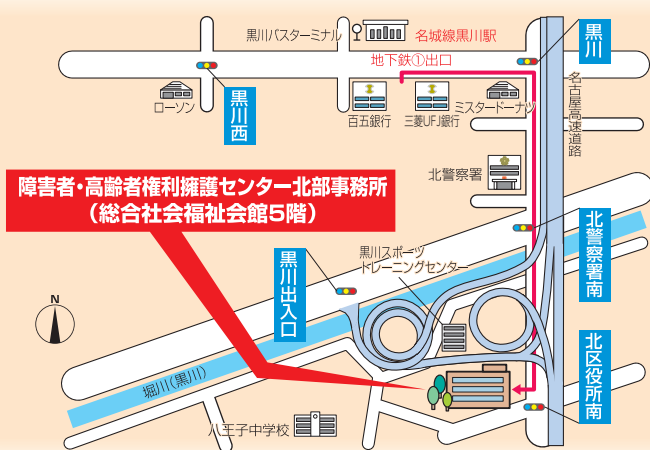 黒川バスターミナル
名城線黒川駅
地下鉄①出口
黒川
ローソン
黒川西
百五銀行
三菱UFJ銀行
ミスタードーナツ
名古屋高速道路
北警察署
障害者・高齢者権利擁護センター北部事務所
（総合社会福祉会館5階）
北警察署南
黒川スポーツ
トレーニングセンター
黒川出入口
N
堀川（黒川）
北区役所南
八王子中学校